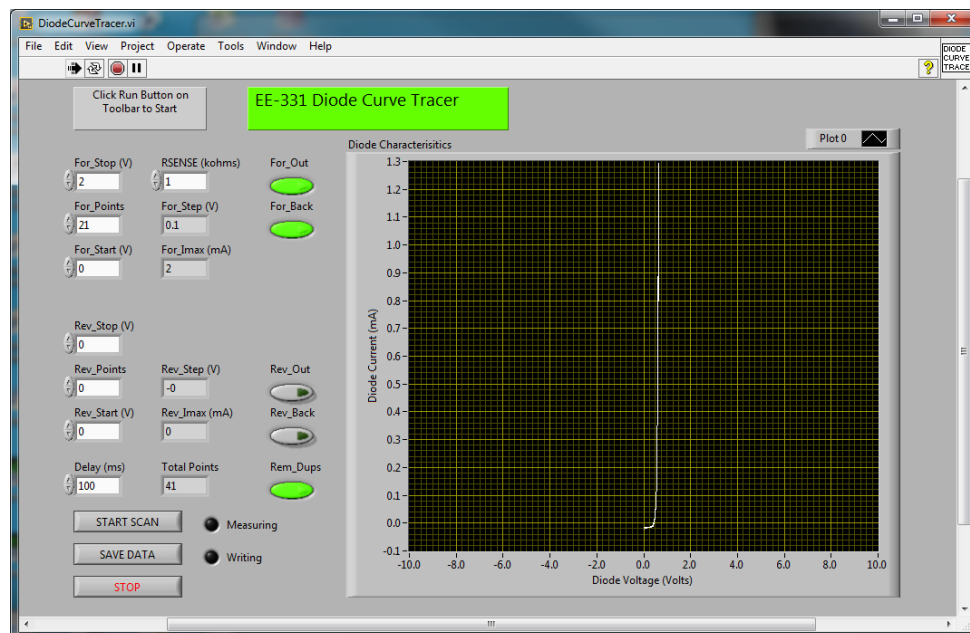 DiodeCurveTracer.vi
File Edit View Project Operate Tools Window Help
DIODE
CURVE
TRACE
Click Run Button on
Toolbar to Start
EE-331 Diode Curve Tracer
Plot 0
Diode Characterisitics
For_Stop (V) RSENSE (kohms) For_Out
2 1
For_Points For_Step (V) For_Back
21 0.1
For_Start (V) For_Imax (mA)
0 2
Rev_Stop (V)
0
Rev_Points Rev_Step (V) Rev_Out
0 -0
Rev_Start (V) Rev_Imax (mA) Rev_Back
0 0
Delay (ms) Total Points Rem_Dups
100 41
START SCAN Measuring
SAVE DATA Writing
STOP
Diode Current (mA)
1.3
1.2
1.1
1.0
0.9
0.8
0.7
0.6
0.5
0.4
0.3
0.2
0.1
0.0
-0.1
-10.0 -8.0 -6.0 -4.0 -2.0 0.0 2.0 4.0 6.0 8.0 10.0
Diode Voltage (Volts)